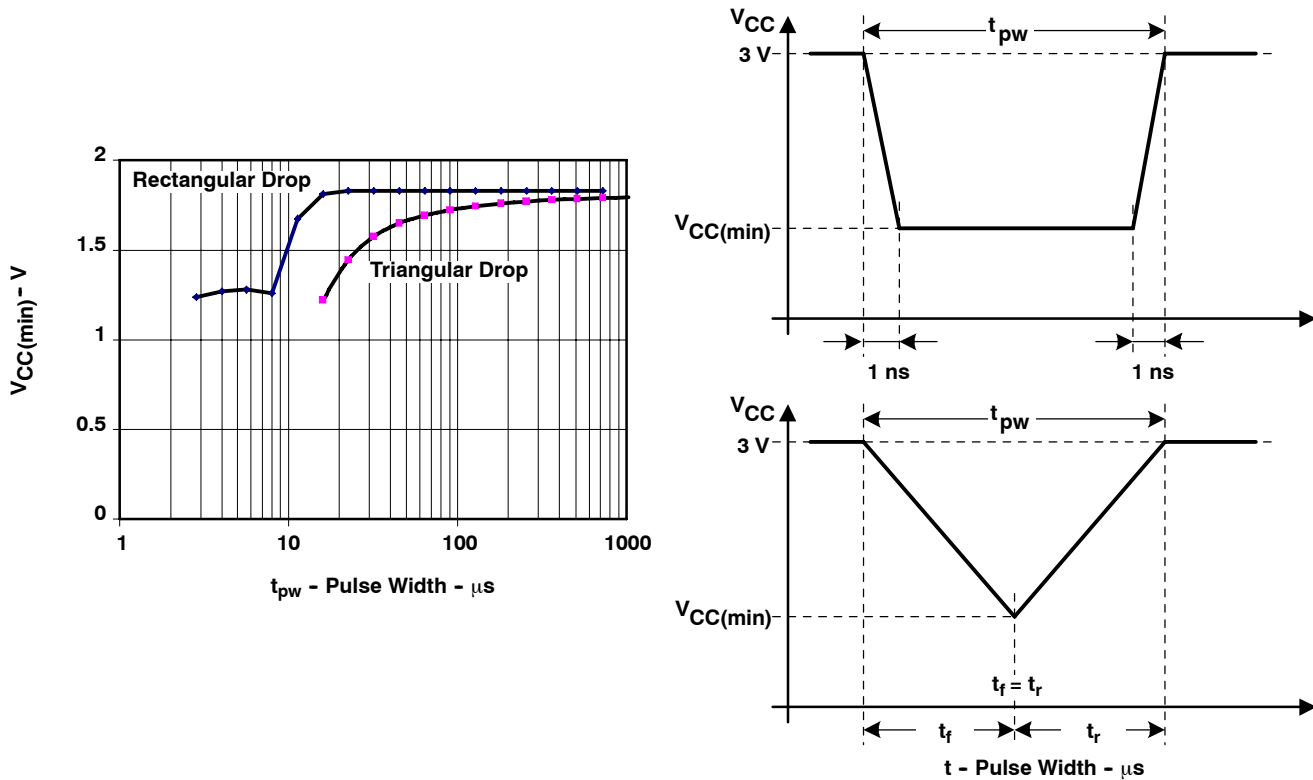 2
1.5
1
0.5
0
VCC(min) - V
Rectangular Drop
Triangular Drop
1
10
100
1000
tpw - Pulse Width - μs
VCC
3 V
tpw
VCC(min)
1 ns
1 ns
VCC
3 V
tpw
VCC(min)
tf = tr
tf
tr
t - Pulse Width - μs